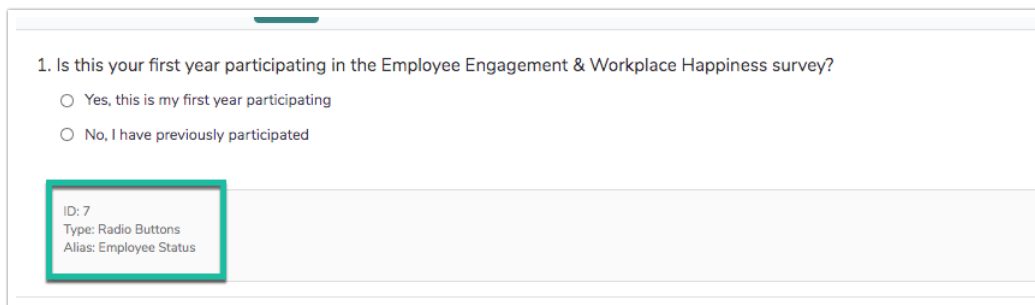 1. Is this your first year participating in the Employee Engagement & Workplace Happiness survey?
Yes, this is my first year participating
No, I have previously participated
ID: 7
Type: Radio Buttons
Alias: Employee Status